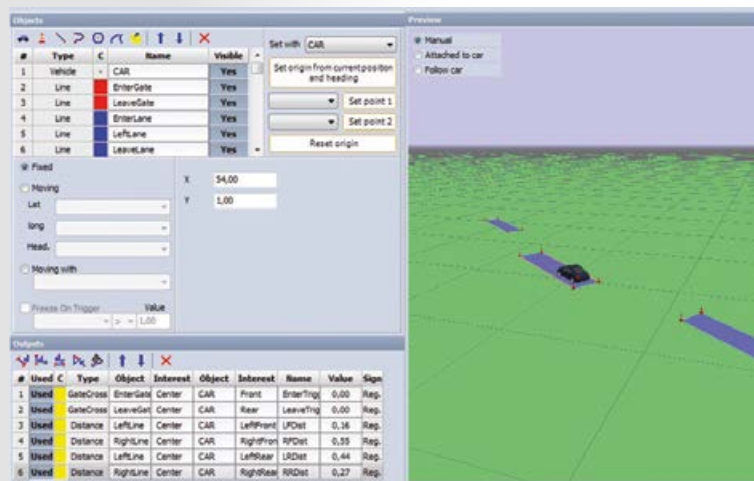 Objects
Set with CAR
# Type C Name Visible
1 Vehicle CAR Yes
2 Line EnterGate Yes
3 Line LeaveGate Yes
4 Line EnterLane Yes
5 Line LeftLane Yes
6 Line LeaveLane Yes
Set origin from current position and heading
Set point 1
Set point 2
Reset origin
Fixed
Moving
Lat
long
Head.
Moving with
Freeze On Trigger Value
> 1,00
X 54,00
Y 1,00
Preview
Manual
Attached to car
Follow car
Outputs
# Used C Type Object Interest Object Interest Name Value Sign
1 Used GateCross EnterGate Center CAR Front EnterTrig 0,00 Reg.
2 Used GateCross LeaveGat Center CAR Rear LeaveTrig 0,00 Reg.
3 Used Distance LeftLine Center CAR LeftFront LFDist 0,16 Reg.
4 Used Distance RightLine Center CAR RightFron RFDist 0,55 Reg.
5 Used Distance LeftLine Center CAR LeftRear LRDist 0,44 Reg.
6 Used Distance RightLine Center CAR RightRear RRDist 0,27 Reg.